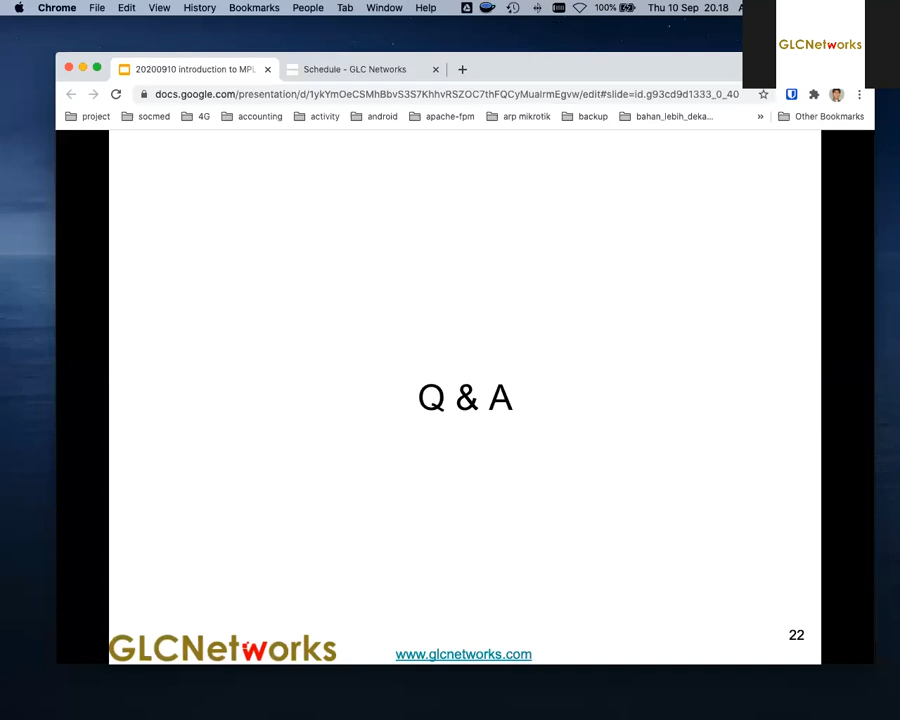 Chrome File Edit View History Bookmarks People Tab Window Help 100% Thu 10 Sep 20.18
GLCNetworks
20200910 introduction to MPL Schedule - GLC Networks
docs.google.com/presentation/d/1ykYmOeCSMhBbvS3S7KhhvRSZOC7thFQCyMualrmEgvw/edit#slide=id.g93cd9d1333_0_40
project socmed 4G accounting activity android apache-fpm arp mikrotik backup bahan_lebih_deka... » Other Bookmarks
Q & A
22
GLCNetworks
www.glcnetworks.com